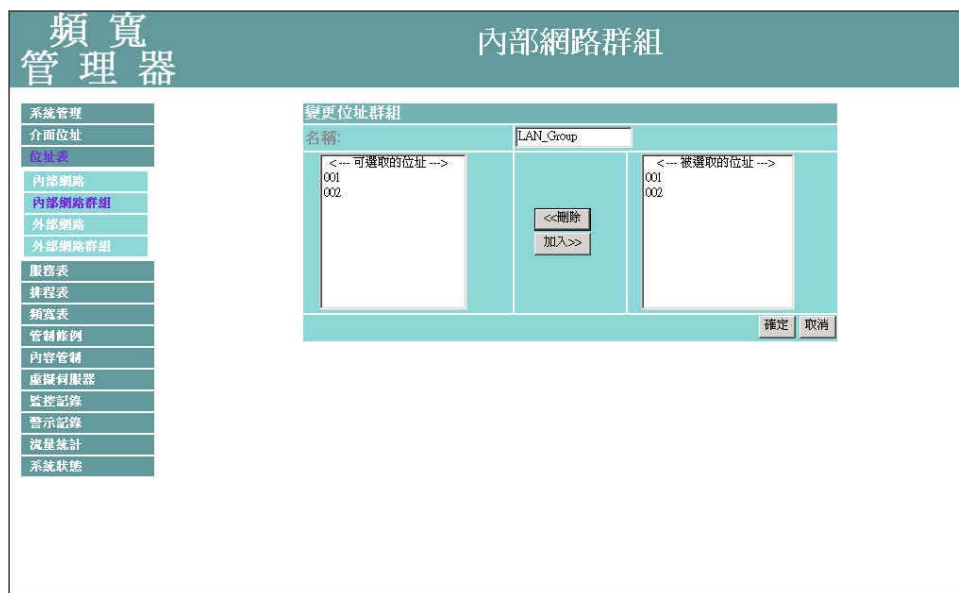 頻寬
管理器
內部網路群組
系統管理
介面位址
位址表
內部網路
內部網路群組
外部網路
外部網路群組
服務表
排程表
頻寬表
管制條例
內容管制
虛擬伺服器
監控記錄
警示記錄
流量統計
系統狀態
變更位址群組
名稱:
LAN_Group
<--- 可選取的位址 --->
001
002
<<刪除
加入>>
<--- 被選取的位址 --->
001
002
確定
取消